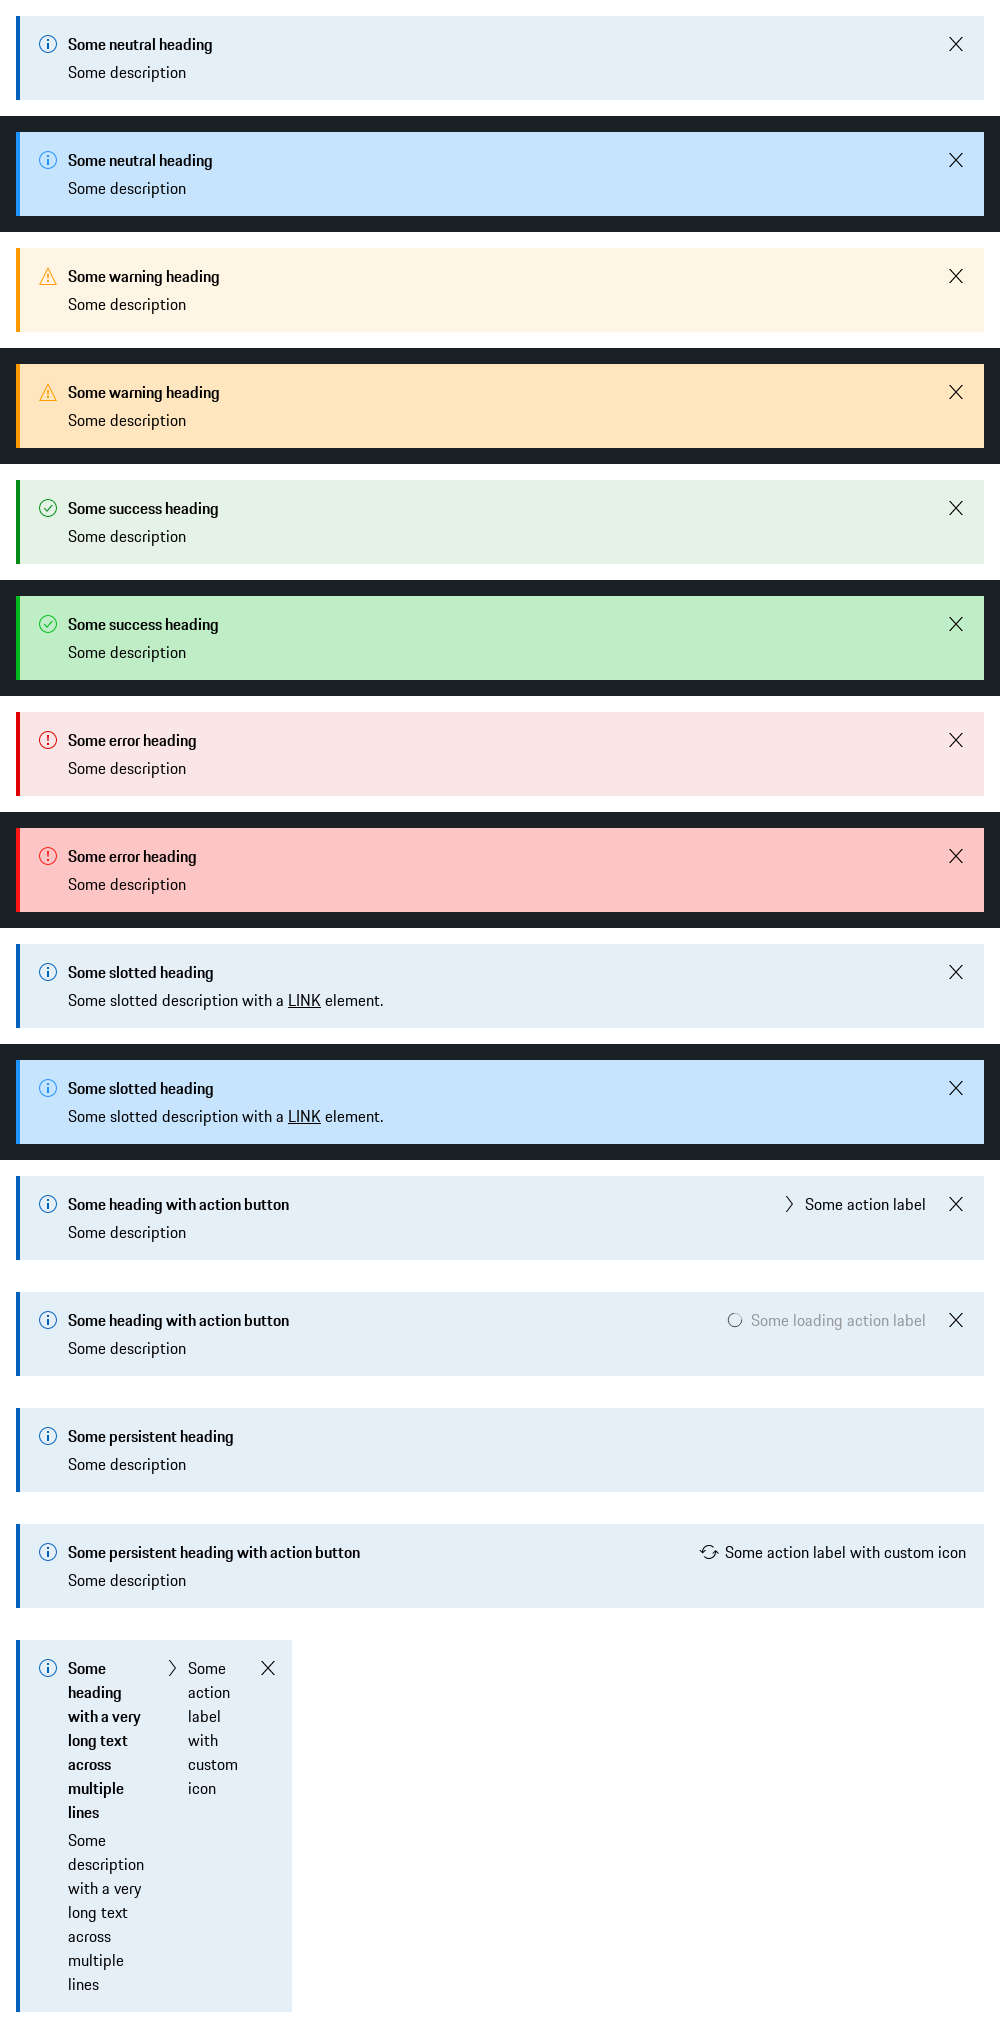 Some neutral heading
Some description
Some neutral heading
Some description
Some warning heading
Some description
Some warning heading
Some description
Some success heading
Some description
Some success heading
Some description
Some error heading
Some description
Some error heading
Some description
Some slotted heading
Some slotted description with a LINK element.
Some slotted heading
Some slotted description with a LINK element.
Some heading with action button
Some action label
Some description
Some heading with action button
Some loading action label
Some description
Some persistent heading
Some description
Some persistent heading with action button
Some action label with custom icon
Some description
Some
heading
with a very
long text
across
multiple
lines
Some
description
with a very
long text
across
multiple
lines
Some
action
label
with
custom
icon